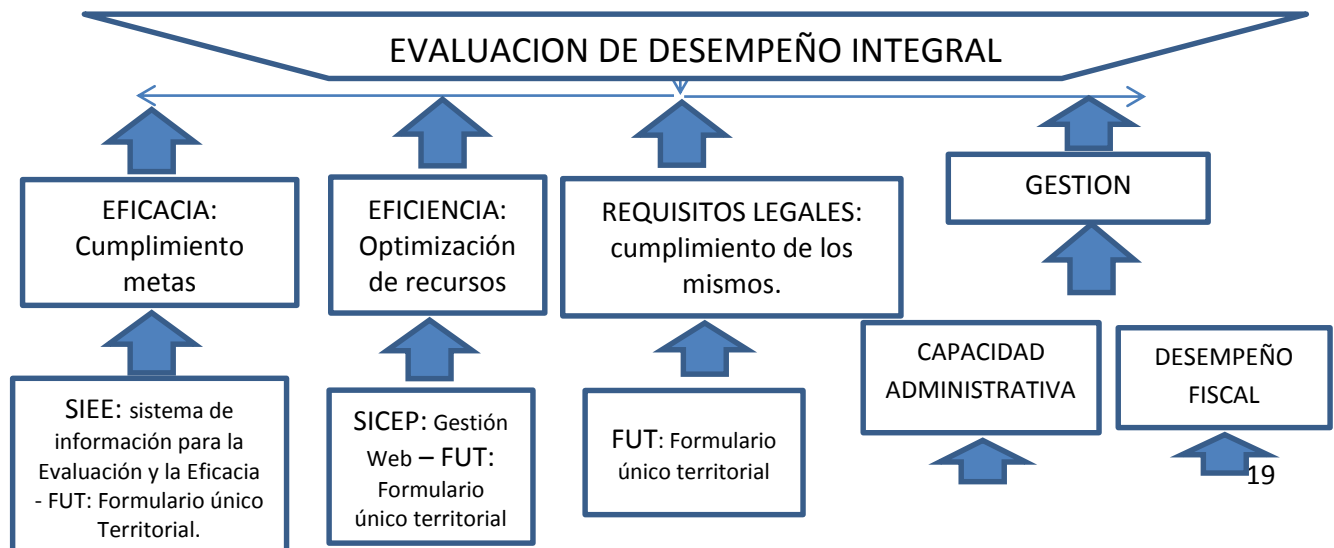 EVALUACION DE DESEMPEÑO INTEGRAL
EFICACIA:
Cumplimiento
metas
EFICIENCIA:
Optimización
de recursos
REQUISITOS LEGALES:
cumplimiento de los
mismos.
GESTION
SIEE: sistema de
información para la
Evaluación y la Eficacia
- FUT: Formulario único
Territorial.
SICEP: Gestión
Web – FUT:
Formulario
único territorial
FUT: Formulario
único territorial
CAPACIDAD
ADMINISTRATIVA
DESEMPEÑO
FISCAL
19